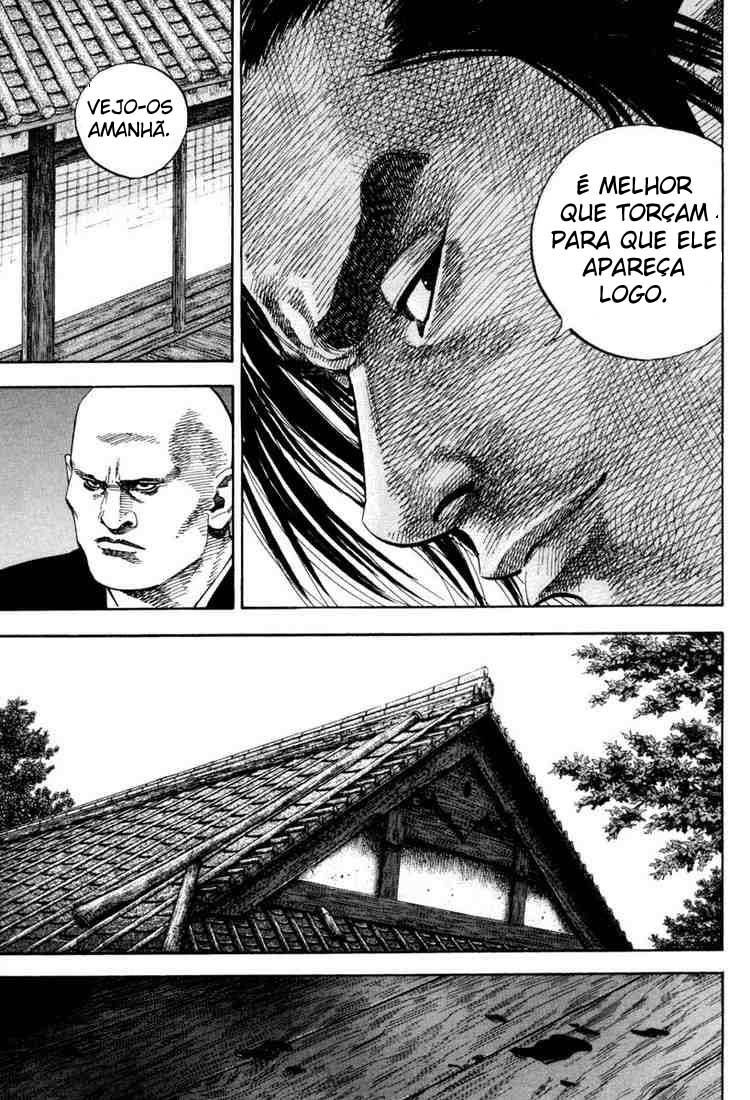 É MELHOR
QUE TORÇAM
PARA QUE ELE
APAREÇA
LOGO.
VEJO-OS
AMANHÃ.